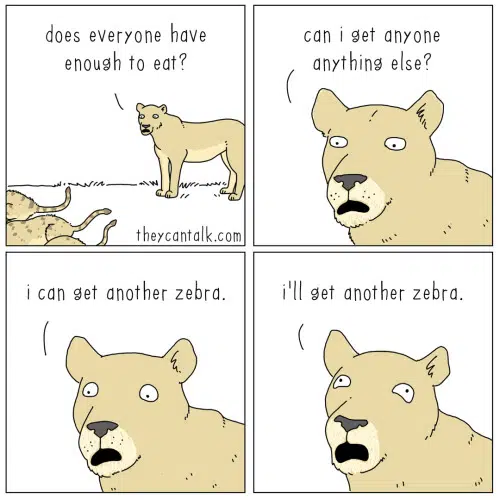 does everyone have
enough to eat?
theycantalk.com
can i get anyone
anything else?
i can get another zebra.
i'll get another zebra.